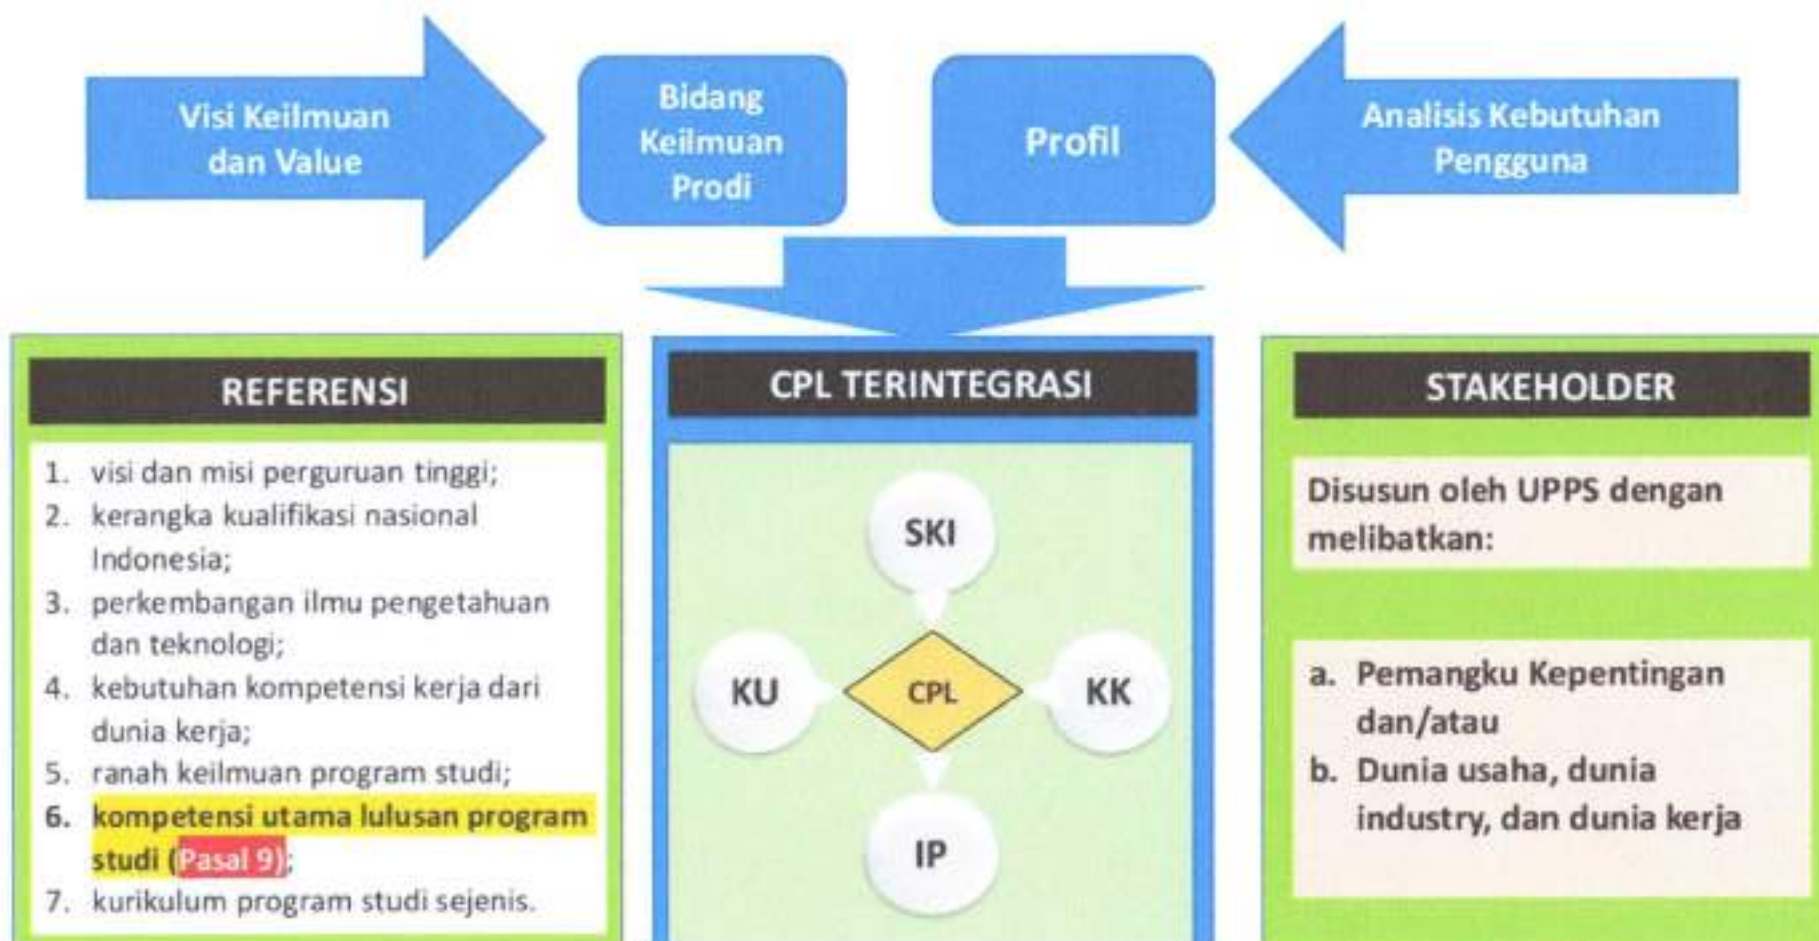 Visi Keilmuan
dan Value
Bidang
Keilmuan
Prodi
Profil
Analisis Kebutuhan
Pengguna
REFERENSI
1. visi dan misi perguruan tinggi;
2. kerangka kualifikasi nasional
Indonesia;
3. perkembangan ilmu pengetahuan
dan teknologi;
4. kebutuhan kompetensi kerja dari
dunia kerja;
5. ranah keilmuan program studi;
6. kompetensi utama lulusan program
studi (Pasal 9);
7. kurikulum program studi sejenis.
CPL TERINTEGRASI
SKI
KU
CPL
KK
IP
STAKEHOLDER
Disusun oleh UPPS dengan
melibatkan:
a. Pemangku Kepentingan
dan/atau
b. Dunia usaha, dunia
industry, dan dunia kerja